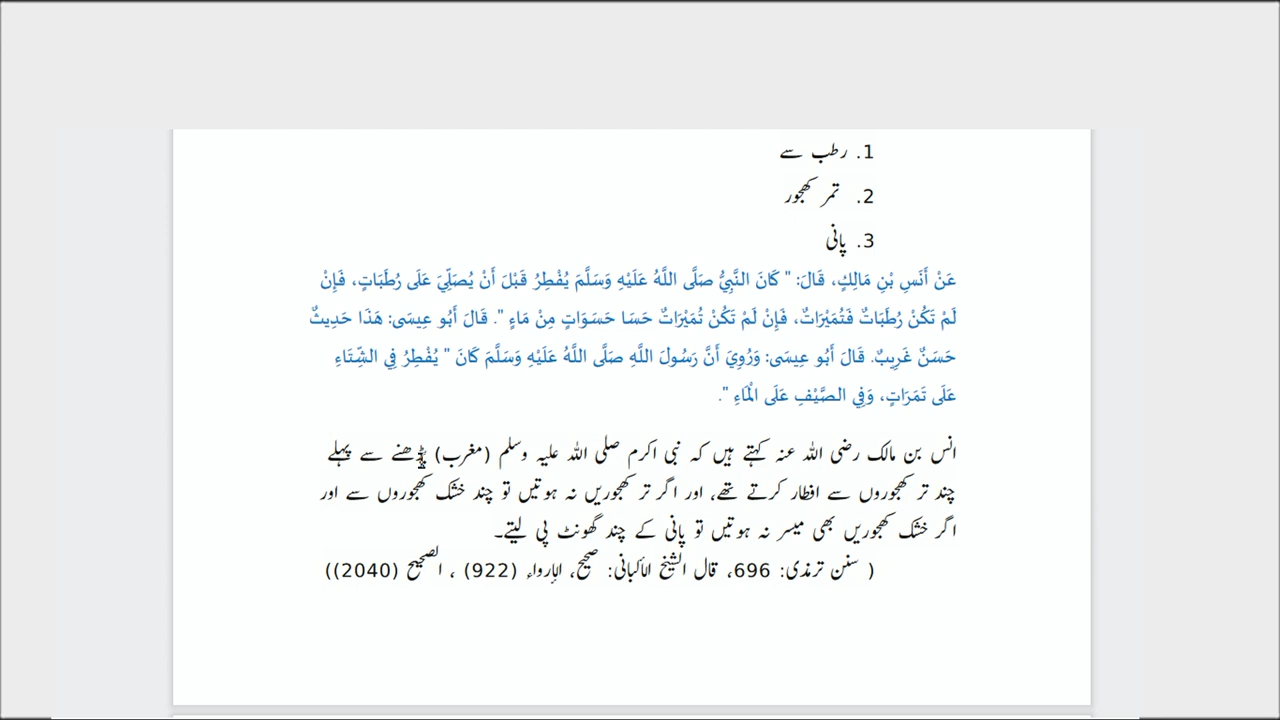 1. رطب سے
2. تمر کھجور
3. پانی
عَنْ أَنَسِ بْنِ مَالِكٍ، قَالَ: " كَانَ النَّبِيُّ صَلَّى اللَّهُ عَلَيْهِ وَسَلَّمَ يُفْطِرُ قَبْلَ أَنْ يُصَلِّيَ عَلَى رُطَبَاتٍ، فَإِنْ
لَمْ تَكُنْ رُطَبَاتٌ فَتُمَيْرَاتٌ، فَإِنْ لَمْ تَكُنْ تُمَيْرَاتٌ حَسَا حَسَوَاتٍ مِنْ مَاءٍ ". قَالَ أَبُو عِيسَى: هَذَا حَدِيثٌ
حَسَنٌ غَرِيبٌ. قَالَ أَبُو عِيسَى: وَرُوِيَ أَنَّ رَسُولَ اللَّهِ صَلَّى اللَّهُ عَلَيْهِ وَسَلَّمَ كَانَ " يُفْطِرُ فِي الشِّتَاءِ
عَلَى تَمَرَاتٍ، وَفِي الصَّيْفِ عَلَى الْمَاءِ ".
انس بن مالک رضی اللہ عنہ کہتے ہیں کہ نبی اکرم صلی اللہ علیہ وسلم (مغرب) پڑھنے سے پہلے
چند تر کھجوروں سے افطار کرتے تھے، اور اگر تر کھجوریں نہ ہوتیں تو چند خشک کھجوروں سے اور
اگر خشک کھجوریں بھی میسر نہ ہوتیں تو پانی کے چند گھونٹ پی لیتے۔
( سنن ترمذی: 696، قال الشيخ الألباني: صحيح، الإرواء (922) ، الصحيح (2040))